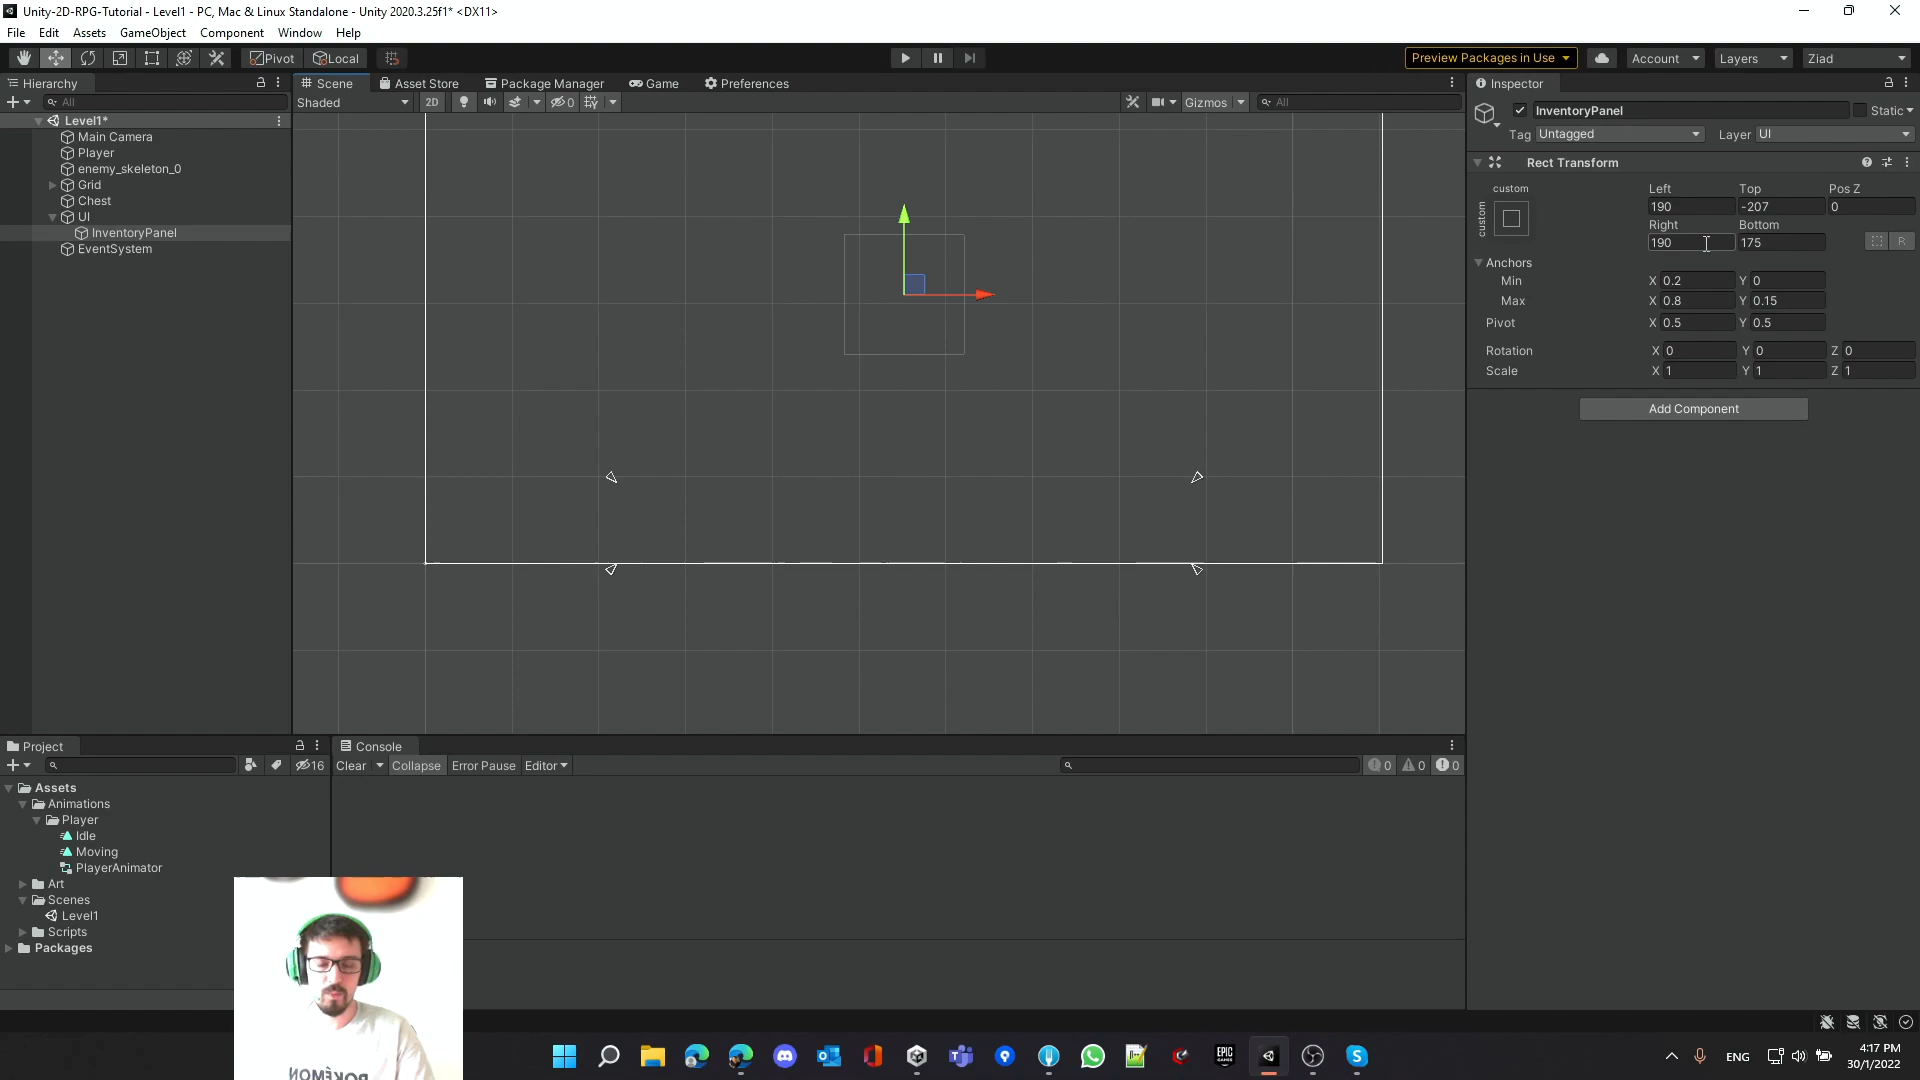 Unity-2D-RPG-Tutorial - Level1 - PC, Mac & Linux Standalone - Unity 2020.3.25f1* <DX11>
File Edit Assets GameObject Component Window Help
Pivot Local Preview Packages in Use Account Layers Ziad
Hierarchy
All
Level1*
Main Camera
Player
enemy_skeleton_0
Grid
Chest
UI
InventoryPanel
EventSystem
Scene Asset Store Package Manager Game Preferences
Shaded 2D 0 Gizmos All
Inspector
InventoryPanel Static
Tag Untagged Layer UI
Rect Transform
custom
custom
Left Top Pos Z
190 -207 0
Right Bottom
190 175 R
Anchors
Min X 0.2 Y 0
Max X 0.8 Y 0.15
Pivot X 0.5 Y 0.5
Rotation X 0 Y 0 Z 0
Scale X 1 Y 1 Z 1
Add Component
Project
16
Assets
Animations
Player
Idle
Moving
PlayerAnimator
Art
Scenes
Level1
Scripts
Packages
Console
Clear Collapse Error Pause Editor 0 0 0
EPIC GAMES
ENG
4:17 PM
30/1/2022